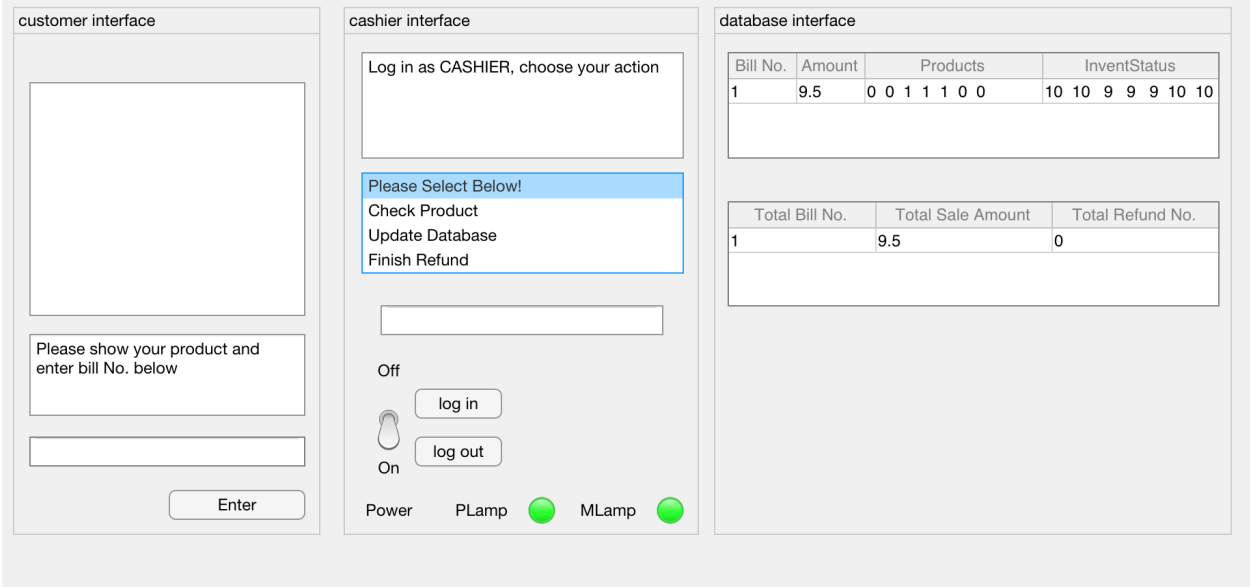 customer interface
Please show your product and
enter bill No. below
Enter
cashier interface
Log in as CASHIER, choose your action
Please Select Below!
Check Product
Update Database
Finish Refund
Off
log in
log out
On
Power PLamp MLamp
database interface
Bill No. Amount Products InventStatus
1 9.5 0 0 1 1 1 0 0 10 10 9 9 9 10 10
Total Bill No. Total Sale Amount Total Refund No.
1 9.5 0